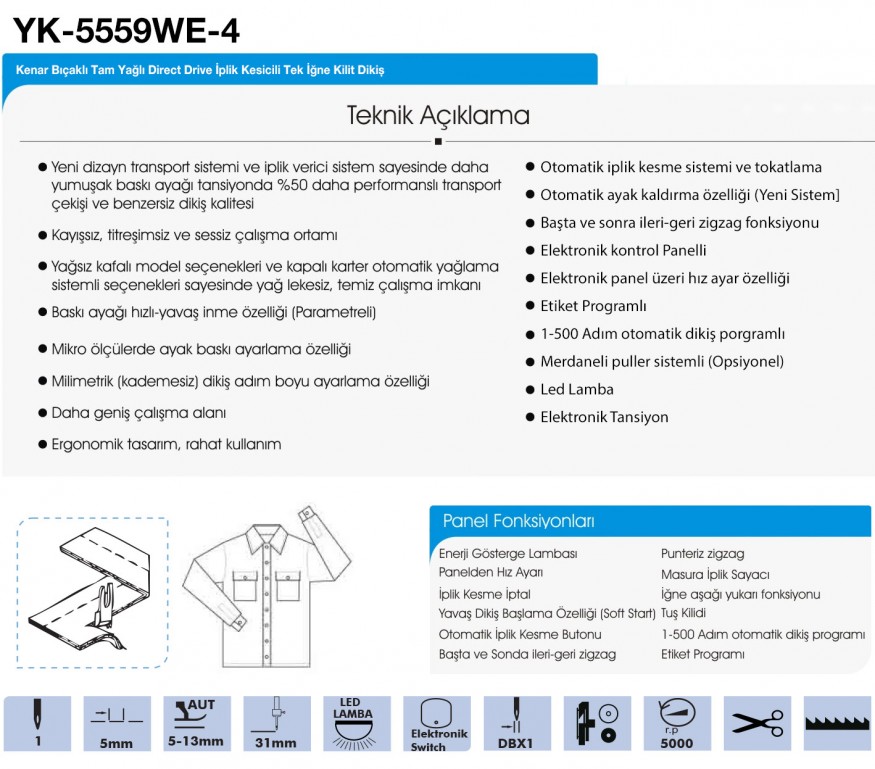 YK-5559WE-4
Kenar Bıçaklı Tam Yağlı Direct Drive İplik Kesicili Tek İğne Kilit Dikiş
Teknik Açıklama
● Yeni dizayn transport sistemi ve iplik verici sistem sayesinde daha
yumuşak baskı ayağı tansiyonda %50 daha performanslı transport
çekişi ve benzersiz dikiş kalitesi
● Kayışsız, titreşimsiz ve sessiz çalışma ortamı
● Yağsız kafalı model seçenekleri ve kapalı karter otomatik yağlama
sistemli seçenekleri sayesinde yağ lekesiz, temiz çalışma imkanı
● Baskı ayağı hızlı-yavaş inme özelliği (Parametreli)
● Mikro ölçülerde ayak baskı ayarlama özelliği
● Milimetrik (kademesiz) dikiş adım boyu ayarlama özelliği
● Daha geniş çalışma alanı
● Ergonomik tasarım, rahat kullanım
● Otomatik iplik kesme sistemi ve tokatlama
● Otomatik ayak kaldırma özelliği (Yeni Sistem]
● Başta ve sonra ileri-geri zigzag fonksiyonu
● Elektronik kontrol Panelli
● Elektronik panel üzeri hız ayar özelliği
● Etiket Programlı
● 1-500 Adım otomatik dikiş porgramlı
● Merdaneli puller sistemli (Opsiyonel)
● Led Lamba
● Elektronik Tansiyon
Panel Fonksiyonları
Enerji Gösterge Lambası
Panelden Hız Ayarı
İplik Kesme İptal
Yavaş Dikiş Başlama Özelliği (Soft Start)
Otomatik İplik Kesme Butonu
Başta ve Sonda ileri-geri zigzag
Punteriz zigzag
Masura İplik Sayacı
İğne aşağı yukarı fonksiyonu
Tuş Kilidi
1-500 Adım otomatik dikiş programı
Etiket Programı
1
5mm
AUT
5-13mm
31mm
LED
LAMBA
Elektronik
Switch
DBX1
r.p
5000